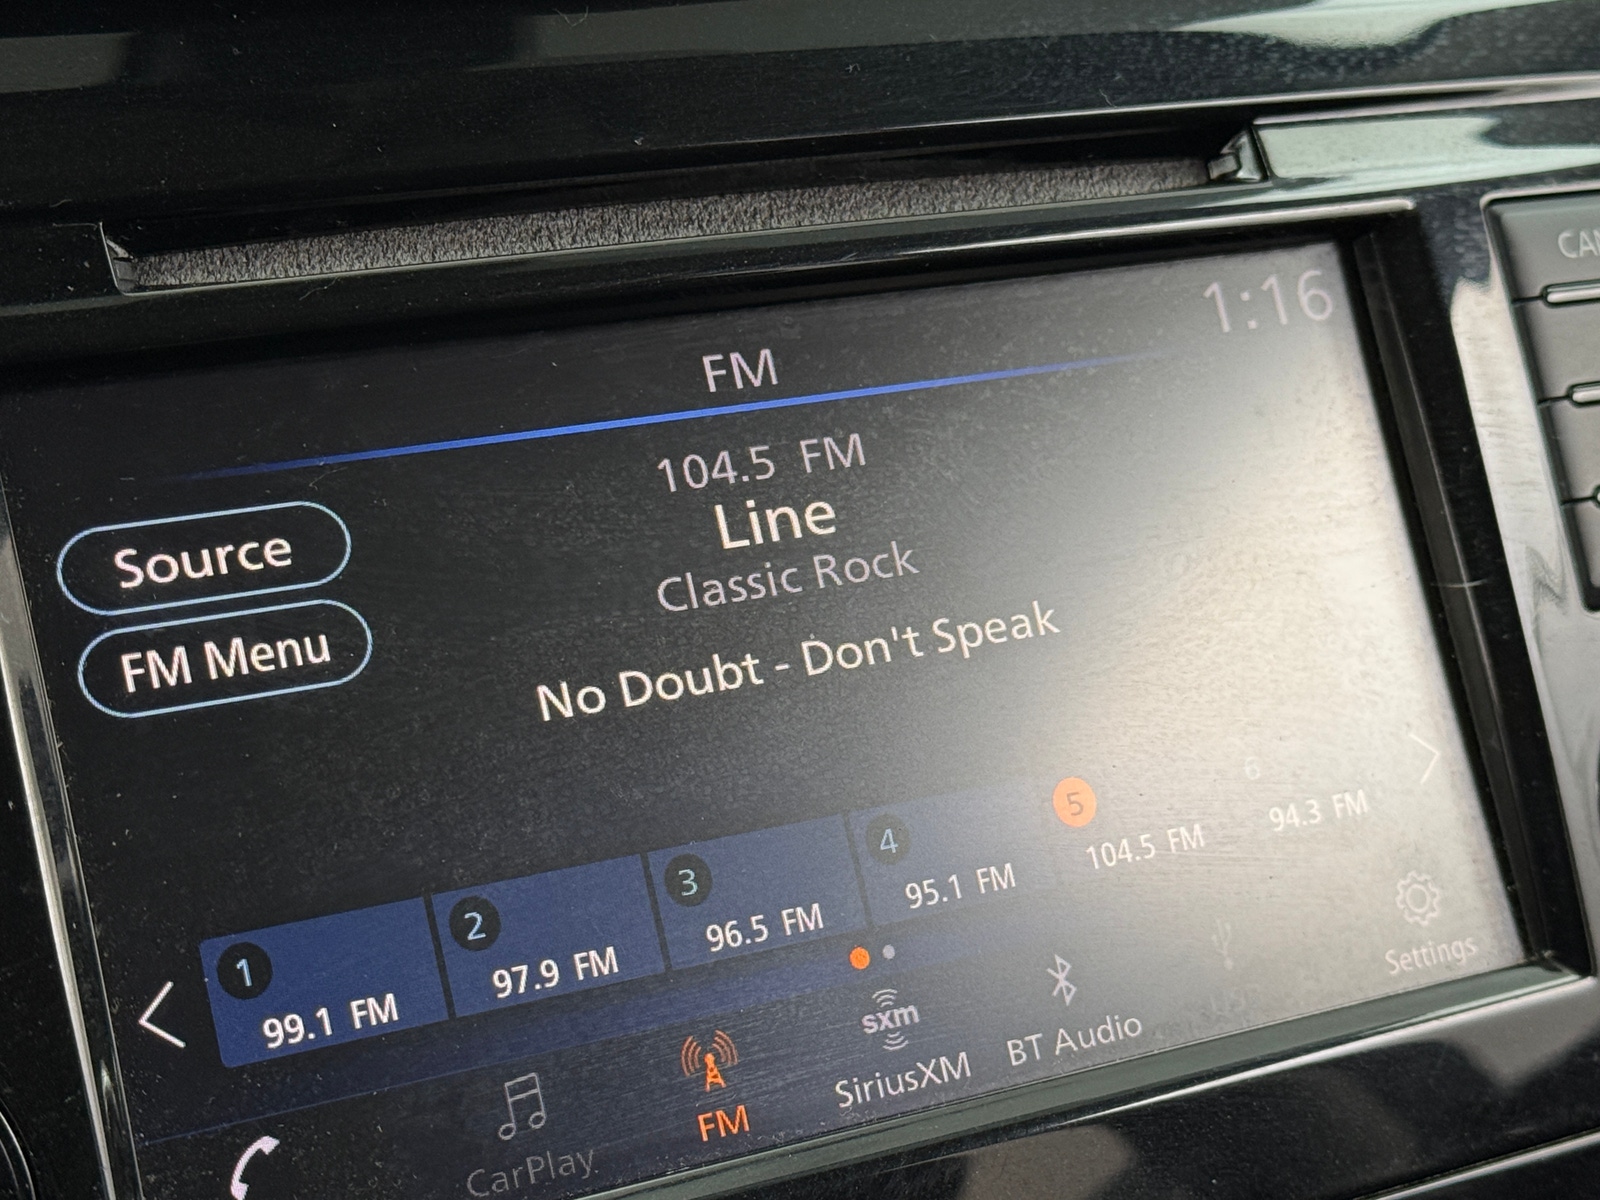 CAM
1:16
FM
104.5 FM
Line
Classic Rock
No Doubt - Don't Speak
Source
FM Menu
1
99.1 FM
2
97.9 FM
3
96.5 FM
4
95.1 FM
5
104.5 FM
6
94.3 FM
CarPlay
FM
sxm
SiriusXM
BT Audio
USB
Settings